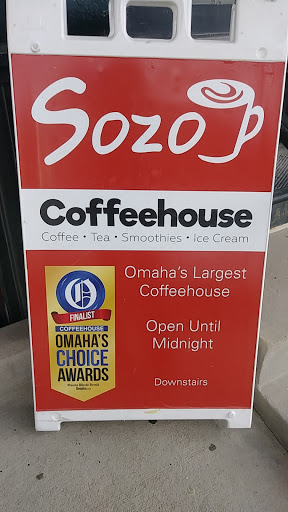 Sozo
Coffeehouse
Coffee • Tea • Smoothies • Ice Cream
Omaha's Largest
Coffeehouse
Open Until
Midnight
Downstairs
O
FINALIST
COFFEEHOUSE
OMAHA'S
CHOICE
AWARDS